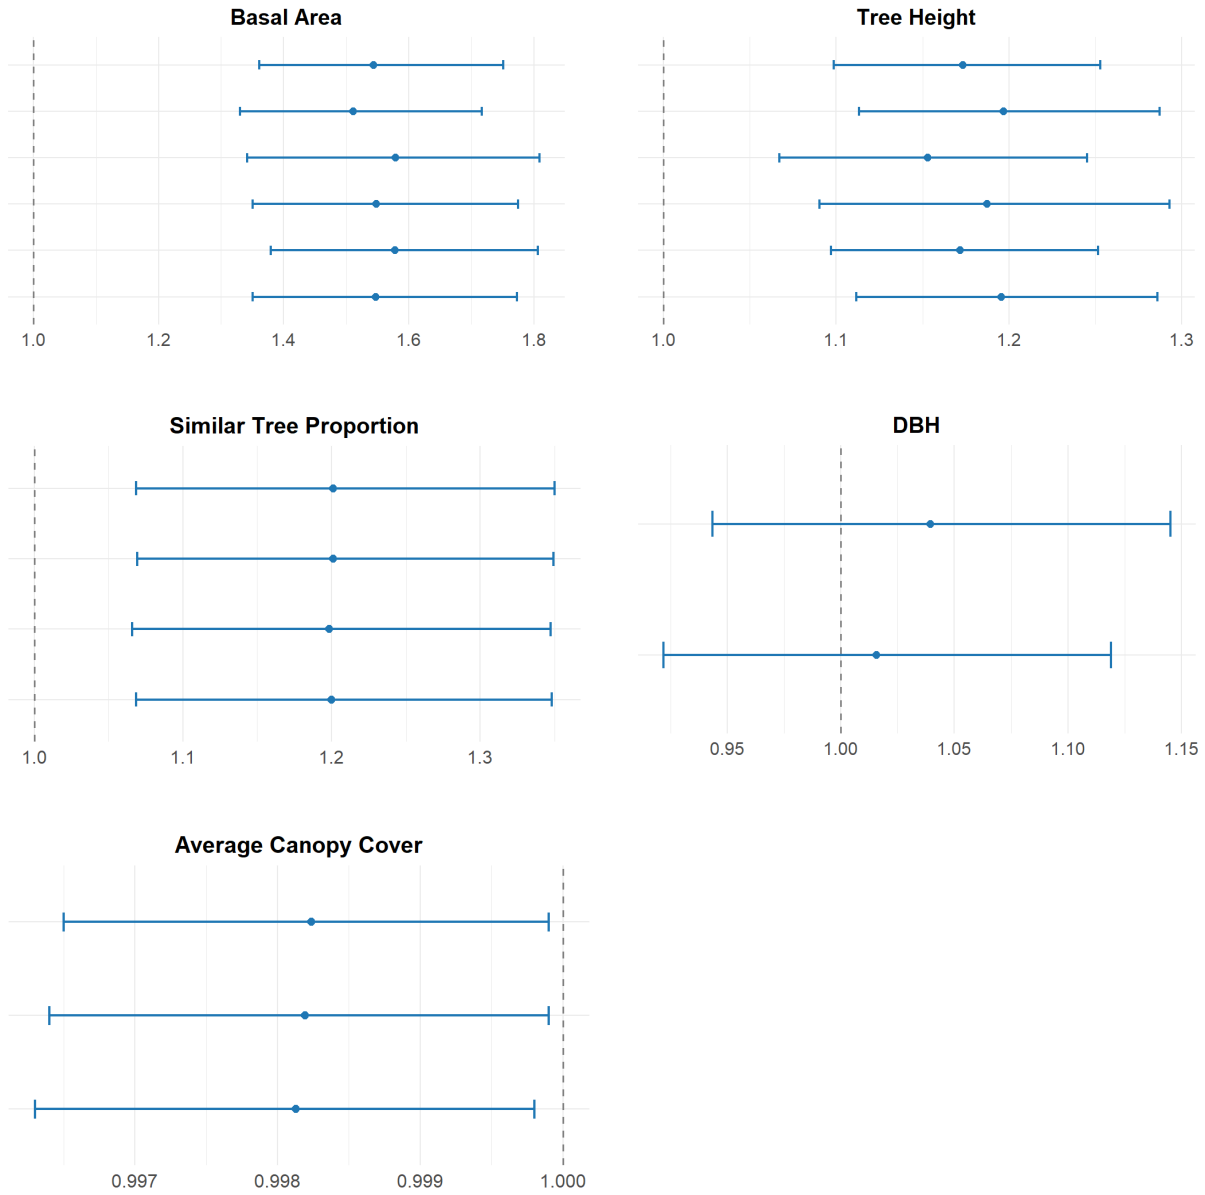 Basal Area
1.0 1.2 1.4 1.6 1.8
Tree Height
1.0 1.1 1.2 1.3
Similar Tree Proportion
1.0 1.1 1.2 1.3
DBH
0.95 1.00 1.05 1.10 1.15
Average Canopy Cover
0.997 0.998 0.999 1.000